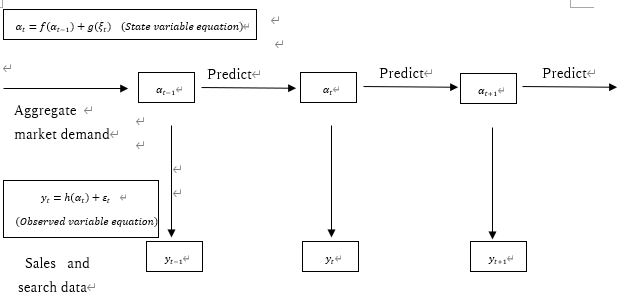 αₜ = f(αₜ₋₁) + g(ξₜ) (State variable equation)↵
↵
↵
↵
Predict↵
Predict↵
Predict↵
αₜ₋₁↵
αₜ↵
αₜ₊₁↵
Aggregate ↵
market demand↵
↵
↵
↵
↵
yₜ = h(αₜ) + εₜ ↵
(Observed variable equation)
Sales and
search data↵
yₜ₋₁↵
yₜ↵
yₜ₊₁↵